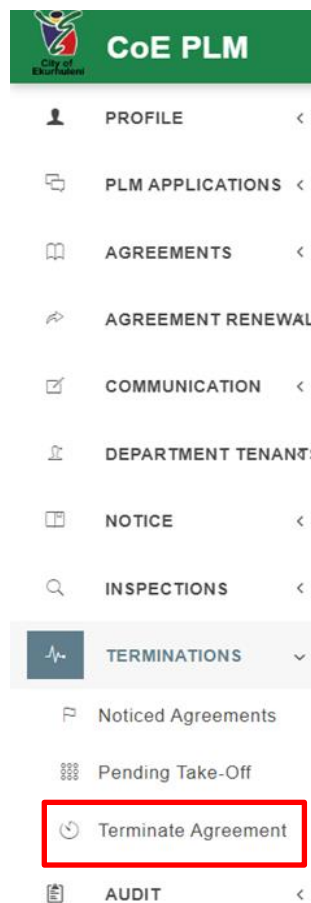 City of
Ekurhuleni
CoE PLM
PROFILE
PLM APPLICATIONS
AGREEMENTS
AGREEMENT RENEWAL
COMMUNICATION
DEPARTMENT TENANTS
NOTICE
INSPECTIONS
TERMINATIONS
Noticed Agreements
Pending Take-Off
Terminate Agreement
AUDIT